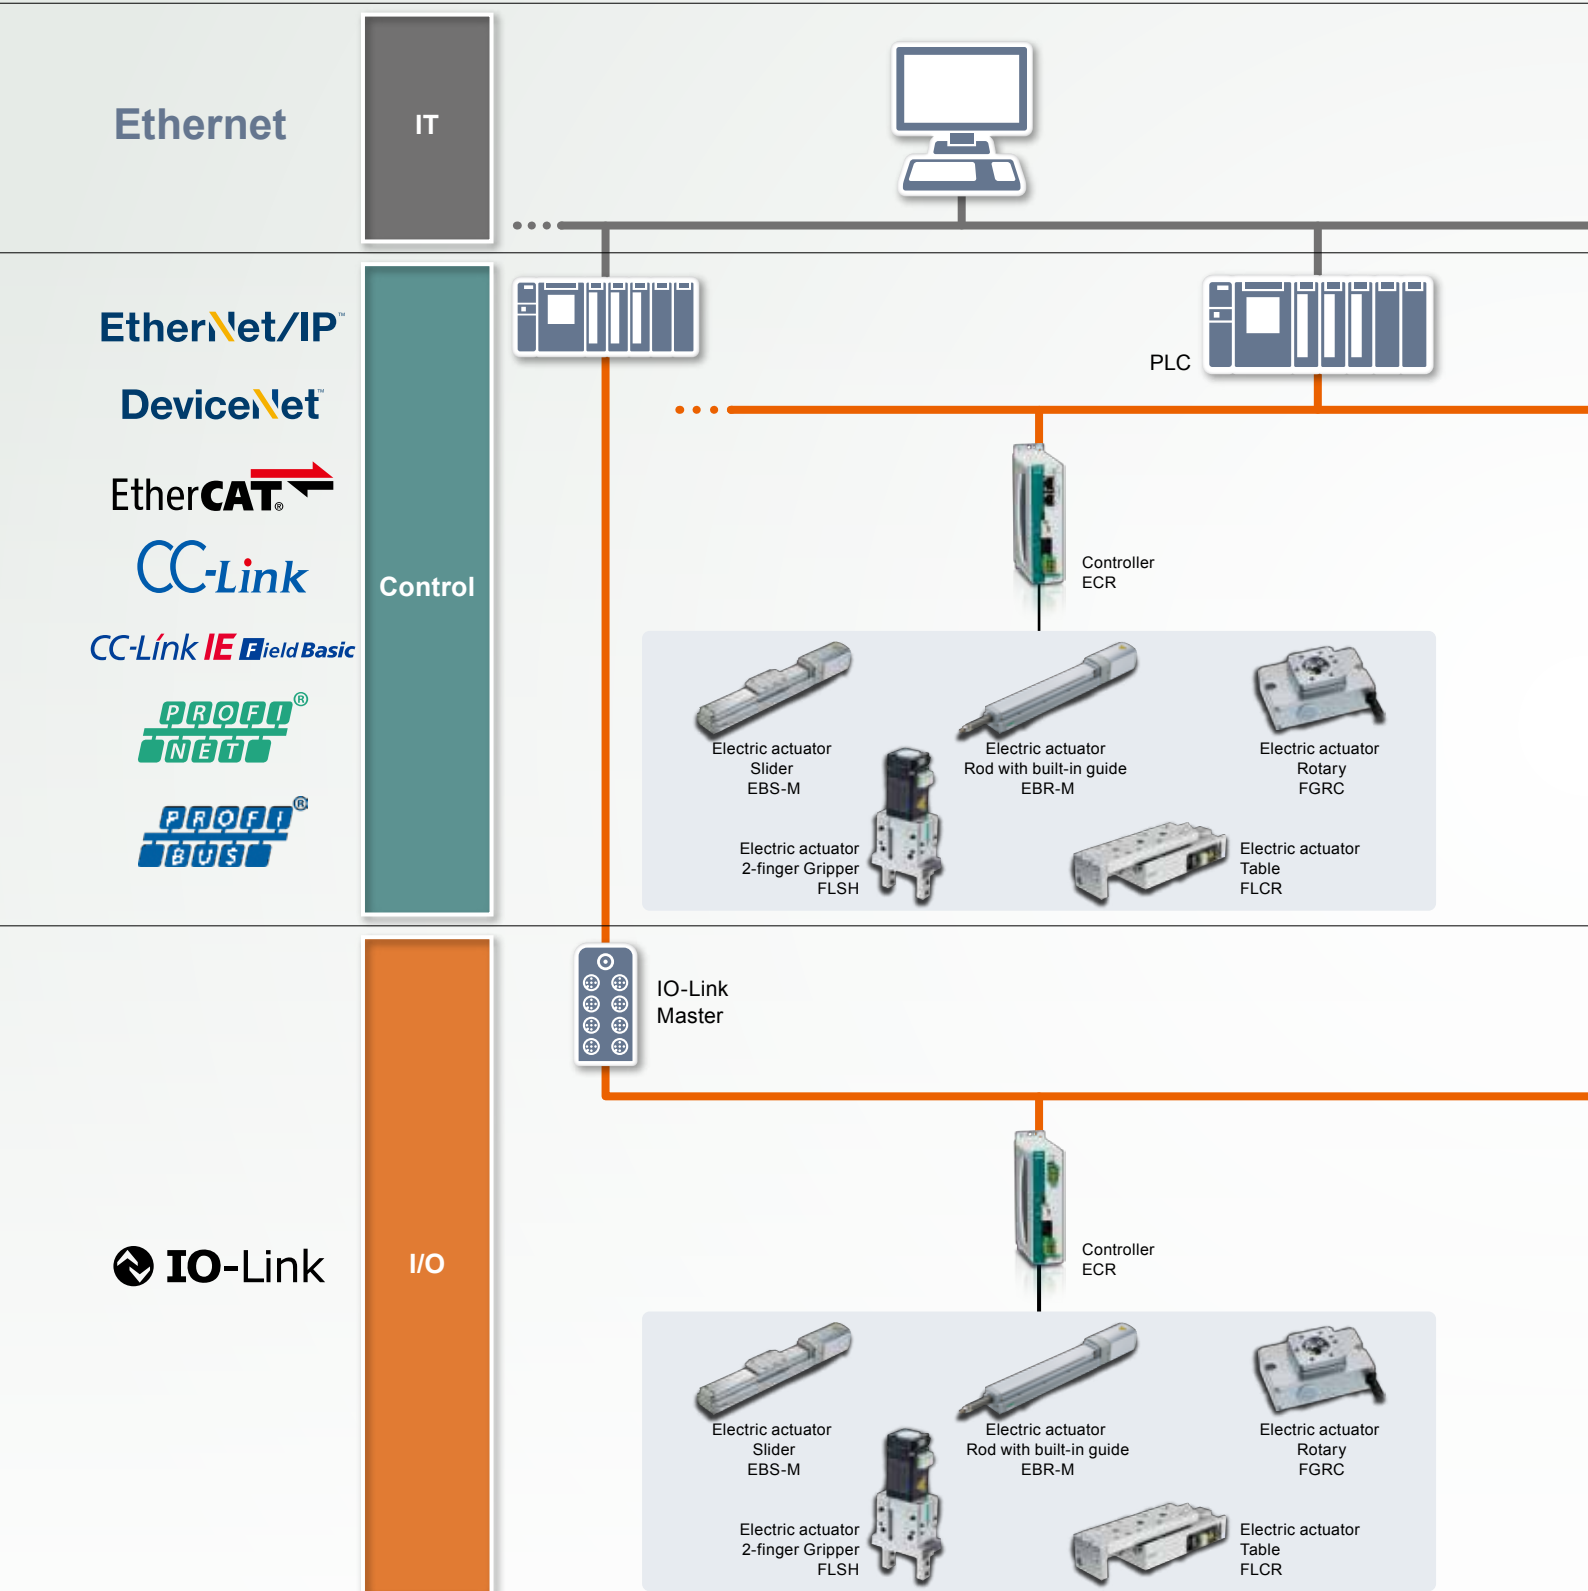 Ethernet
IT
EtherNet/IP™
DeviceNet™
EtherCAT®
CC-Link
CC-Link IE Field Basic
PROFI®
NET
PROFI®
BUS
Control
PLC
Controller
ECR
Electric actuator
Slider
EBS-M
Electric actuator
Rod with built-in guide
EBR-M
Electric actuator
Rotary
FGRC
Electric actuator
2-finger Gripper
FLSH
Electric actuator
Table
FLCR
IO-Link
I/O
IO-Link
Master
Controller
ECR
Electric actuator
Slider
EBS-M
Electric actuator
Rod with built-in guide
EBR-M
Electric actuator
Rotary
FGRC
Electric actuator
2-finger Gripper
FLSH
Electric actuator
Table
FLCR